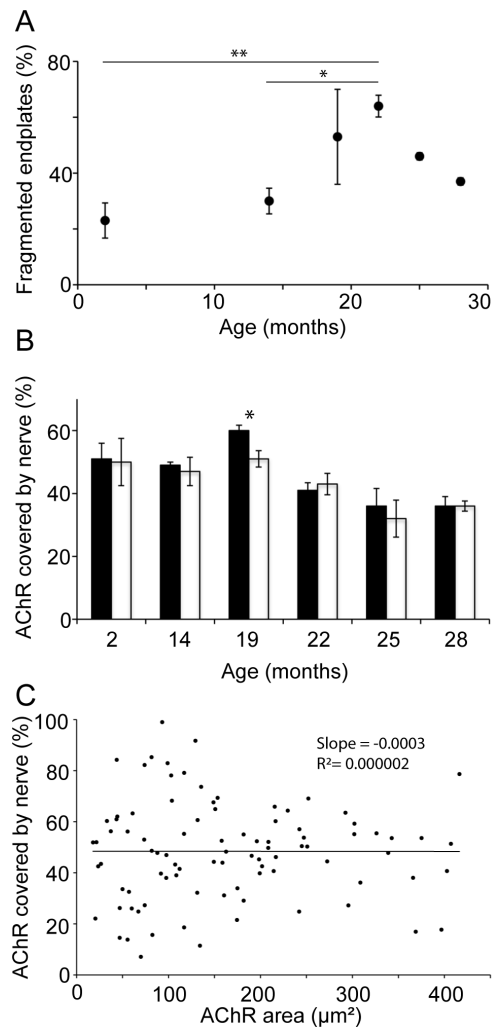 A
Fragmented endplates (%)
80
40
0
**
*
0
10
20
30
Age (months)
B
AChR covered by nerve (%)
60
40
20
0
*
2
14
19
22
25
28
Age (months)
C
AChR covered by nerve (%)
100
80
60
40
20
0
Slope = -0.0003
R²= 0.000002
0
100
200
300
400
AChR area (µm²)